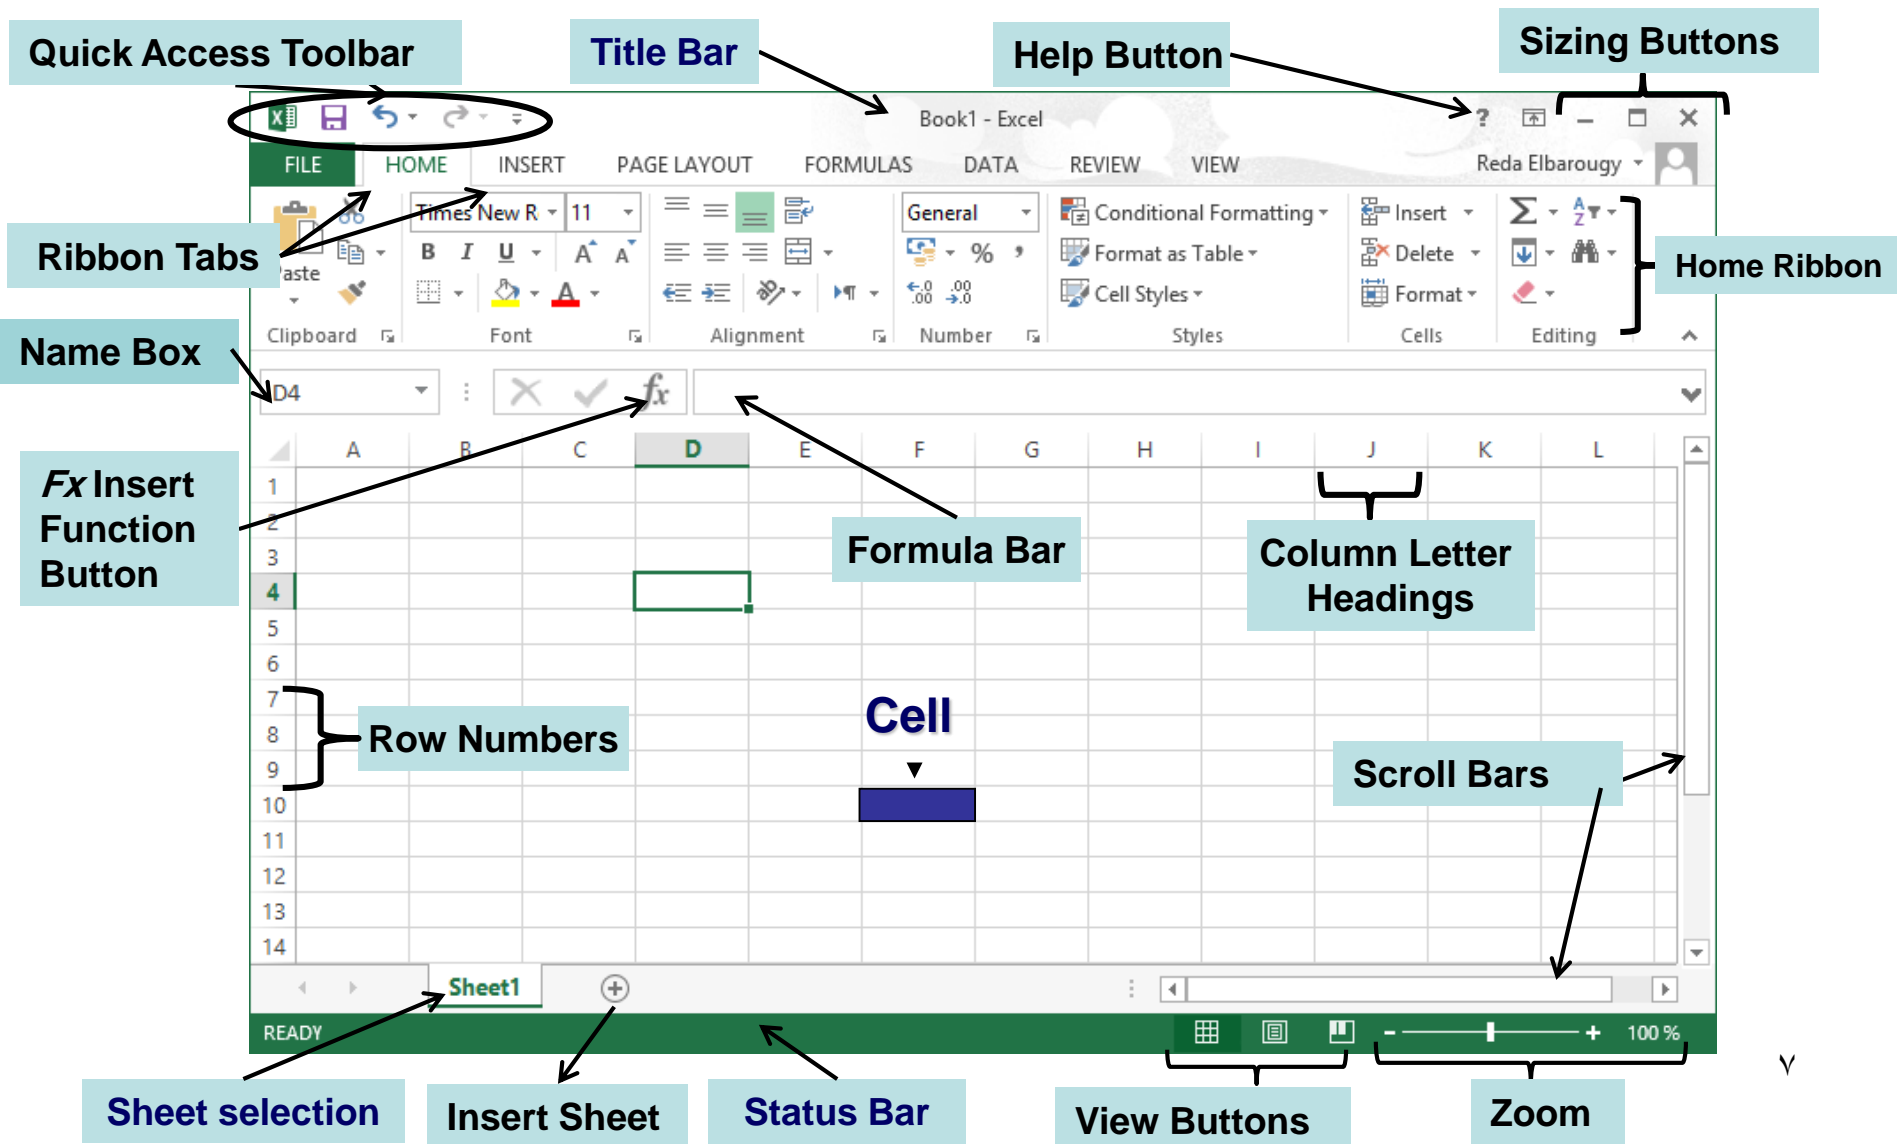 Quick Access Toolbar
Title Bar
Help Button
Sizing Buttons
Book1 - Excel
?
FILE HOME INSERT PAGE LAYOUT FORMULAS DATA REVIEW VIEW
Reda Elbarougy
Times New R 11
General
Conditional Formatting
Insert
Ribbon Tabs
B I U A A
% ,
Format as Table
Delete
Home Ribbon
A
.00
Cell Styles
Format
Clipboard Font Alignment Number Styles Cells Editing
Name Box
D4
fx
A B C D E F G H I J K L
Fx Insert
Function
Button
1
2
3
4
5
6
7
8
9
10
11
12
13
14
Formula Bar
Column Letter
Headings
Cell
Row Numbers
Scroll Bars
Sheet1
READY
100 %
Sheet selection
Insert Sheet
Status Bar
View Buttons
Zoom
٧